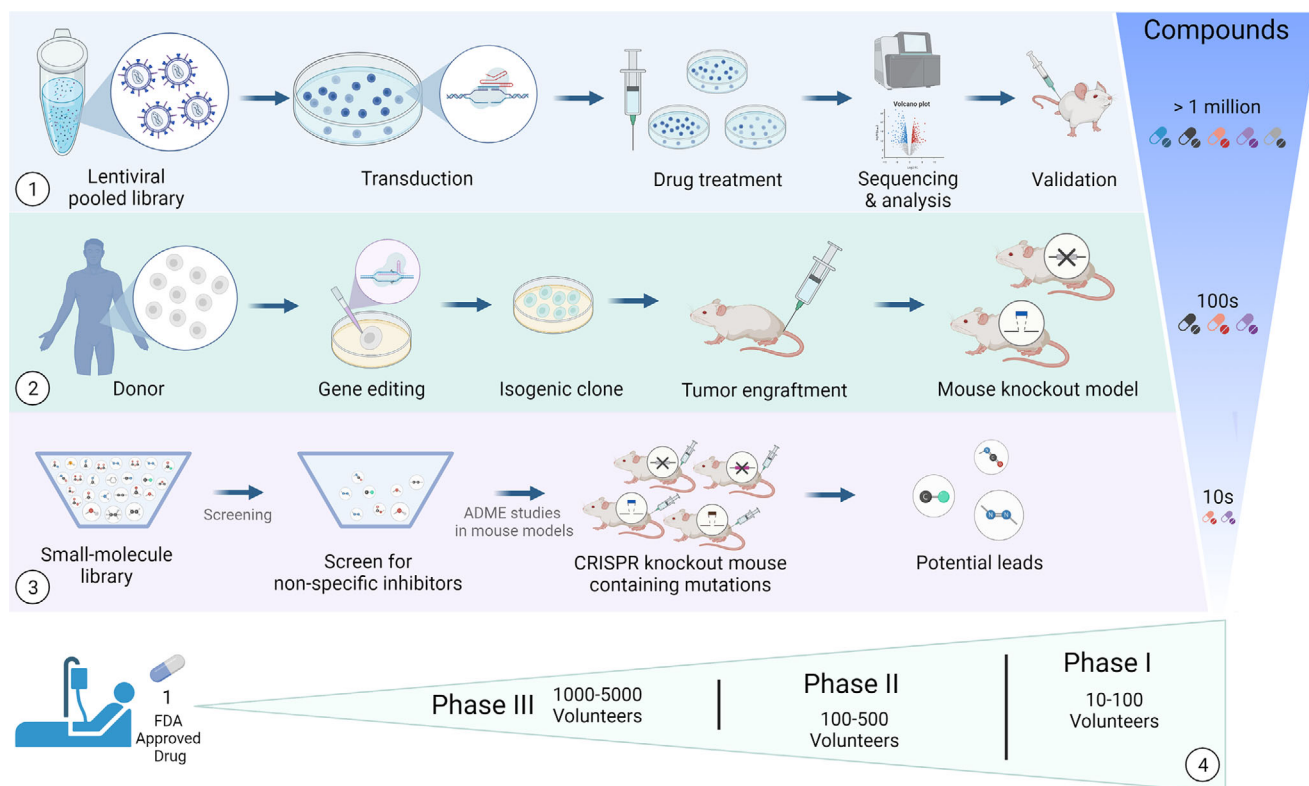 Compounds
> 1 million
Volcano plot
1
Lentiviral
pooled library
Transduction
Drug treatment
Sequencing
& analysis
Validation
100s
2
Donor
Gene editing
Isogenic clone
Tumor engraftment
Mouse knockout model
10s
C
N
N
3
Small-molecule
library
Screening
Screen for
non-specific inhibitors
ADME studies
in mouse models
CRISPR knockout mouse
containing mutations
Potential leads
1
FDA
Approved
Drug
Phase III
1000-5000
Volunteers
Phase II
100-500
Volunteers
Phase I
10-100
Volunteers
4